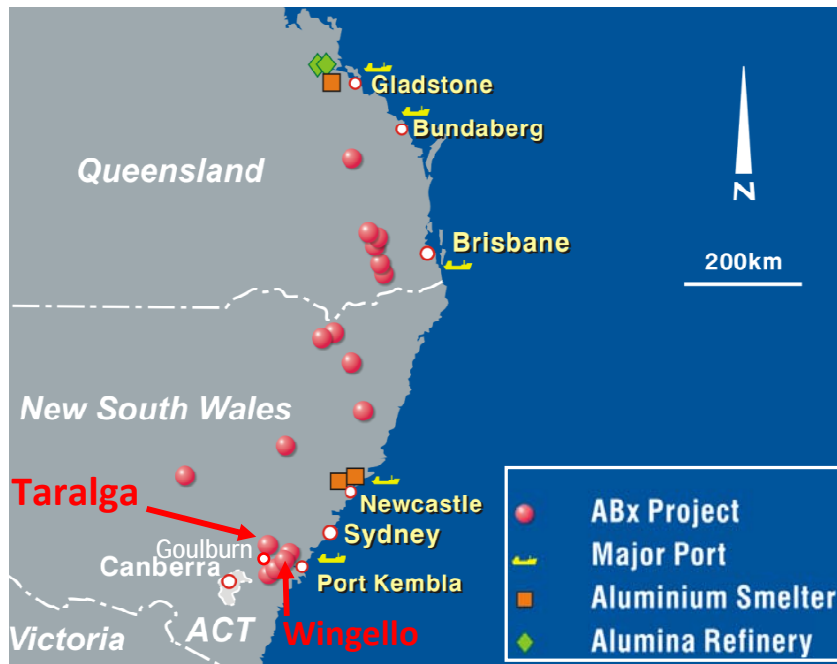 Gladstone
Bundaberg
Queensland
N
Brisbane
200km
New South Wales
Taralga
Newcastle
Goulburn
Sydney
Canberra
Port Kembla
ACT
Wingello
Victoria
ABx Project
Major Port
Aluminium Smelter
Alumina Refinery